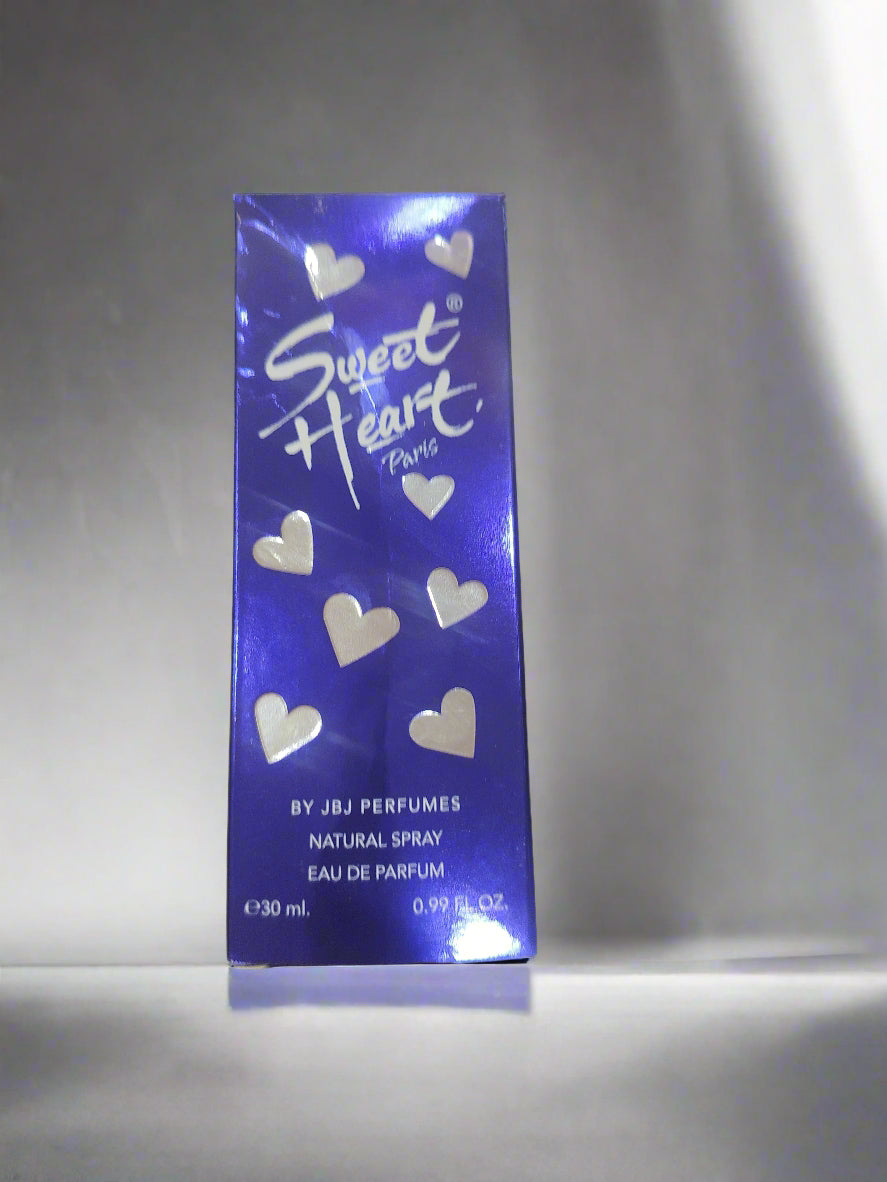 Sweet®
Heart.
Paris
BY JBJ PERFUMES
NATURAL SPRAY
EAU DE PARFUM
℮30 ml. 0.99 FL.OZ.